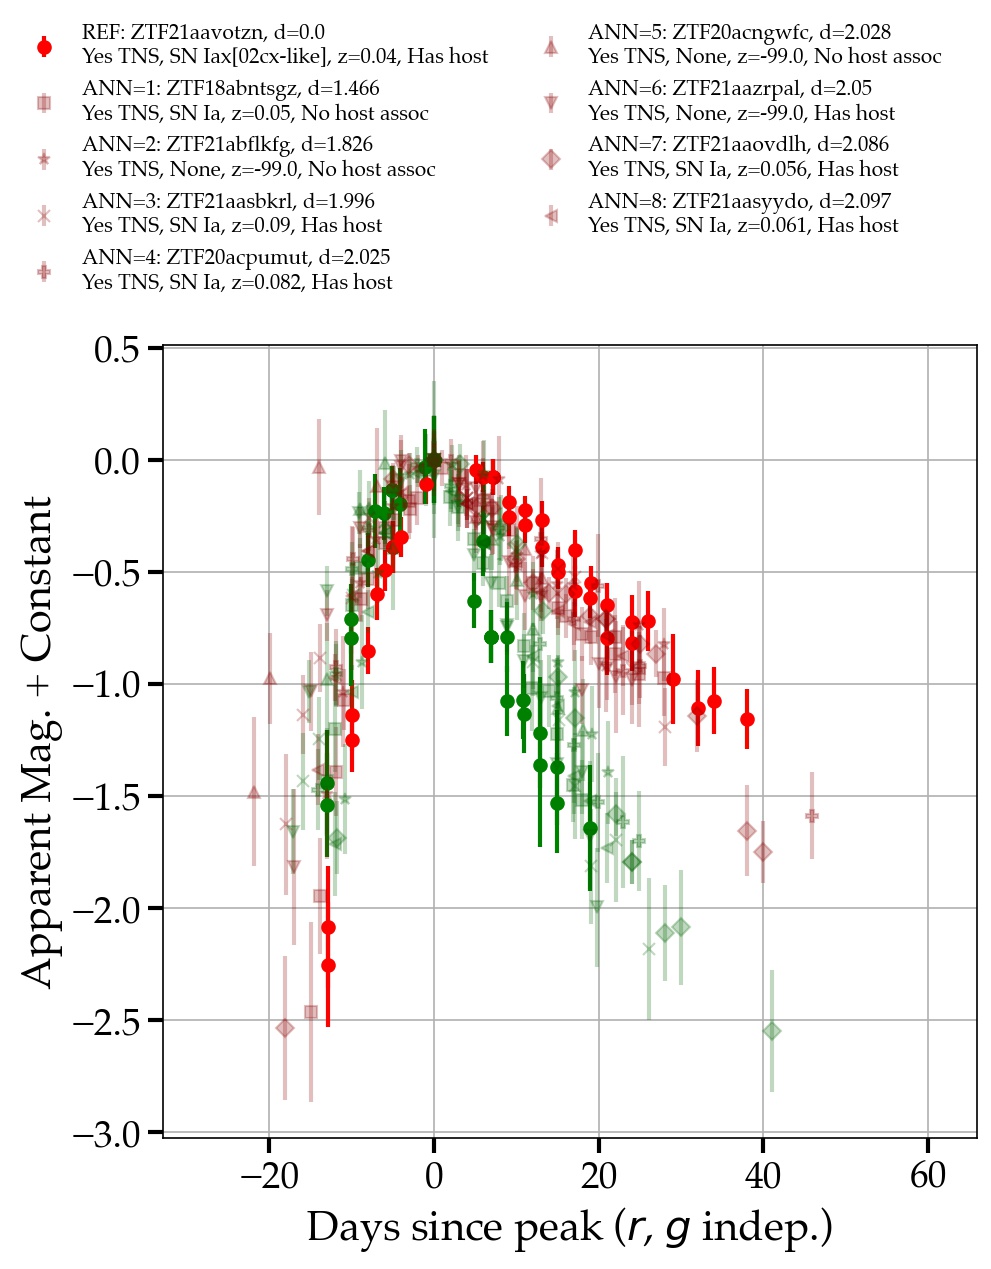 REF: ZTF21aavotzn, d=0.0
Yes TNS, SN Iax[02cx-like], z=0.04, Has host
ANN=1: ZTF18abntsgz, d=1.466
Yes TNS, SN Ia, z=0.05, No host assoc
ANN=2: ZTF21abflkfg, d=1.826
Yes TNS, None, z=-99.0, No host assoc
ANN=3: ZTF21aasbkrl, d=1.996
Yes TNS, SN Ia, z=0.09, Has host
ANN=4: ZTF20acpumut, d=2.025
Yes TNS, SN Ia, z=0.082, Has host
ANN=5: ZTF20acngwfc, d=2.028
Yes TNS, None, z=-99.0, No host assoc
ANN=6: ZTF21aazrpal, d=2.05
Yes TNS, None, z=-99.0, Has host
ANN=7: ZTF21aaovdlh, d=2.086
Yes TNS, SN Ia, z=0.056, Has host
ANN=8: ZTF21aasyydo, d=2.097
Yes TNS, SN Ia, z=0.061, Has host
Apparent Mag. + Constant
0.5
0.0
−0.5
−1.0
−1.5
−2.0
−2.5
−3.0
−20
0
20
40
60
Days since peak (r, g indep.)